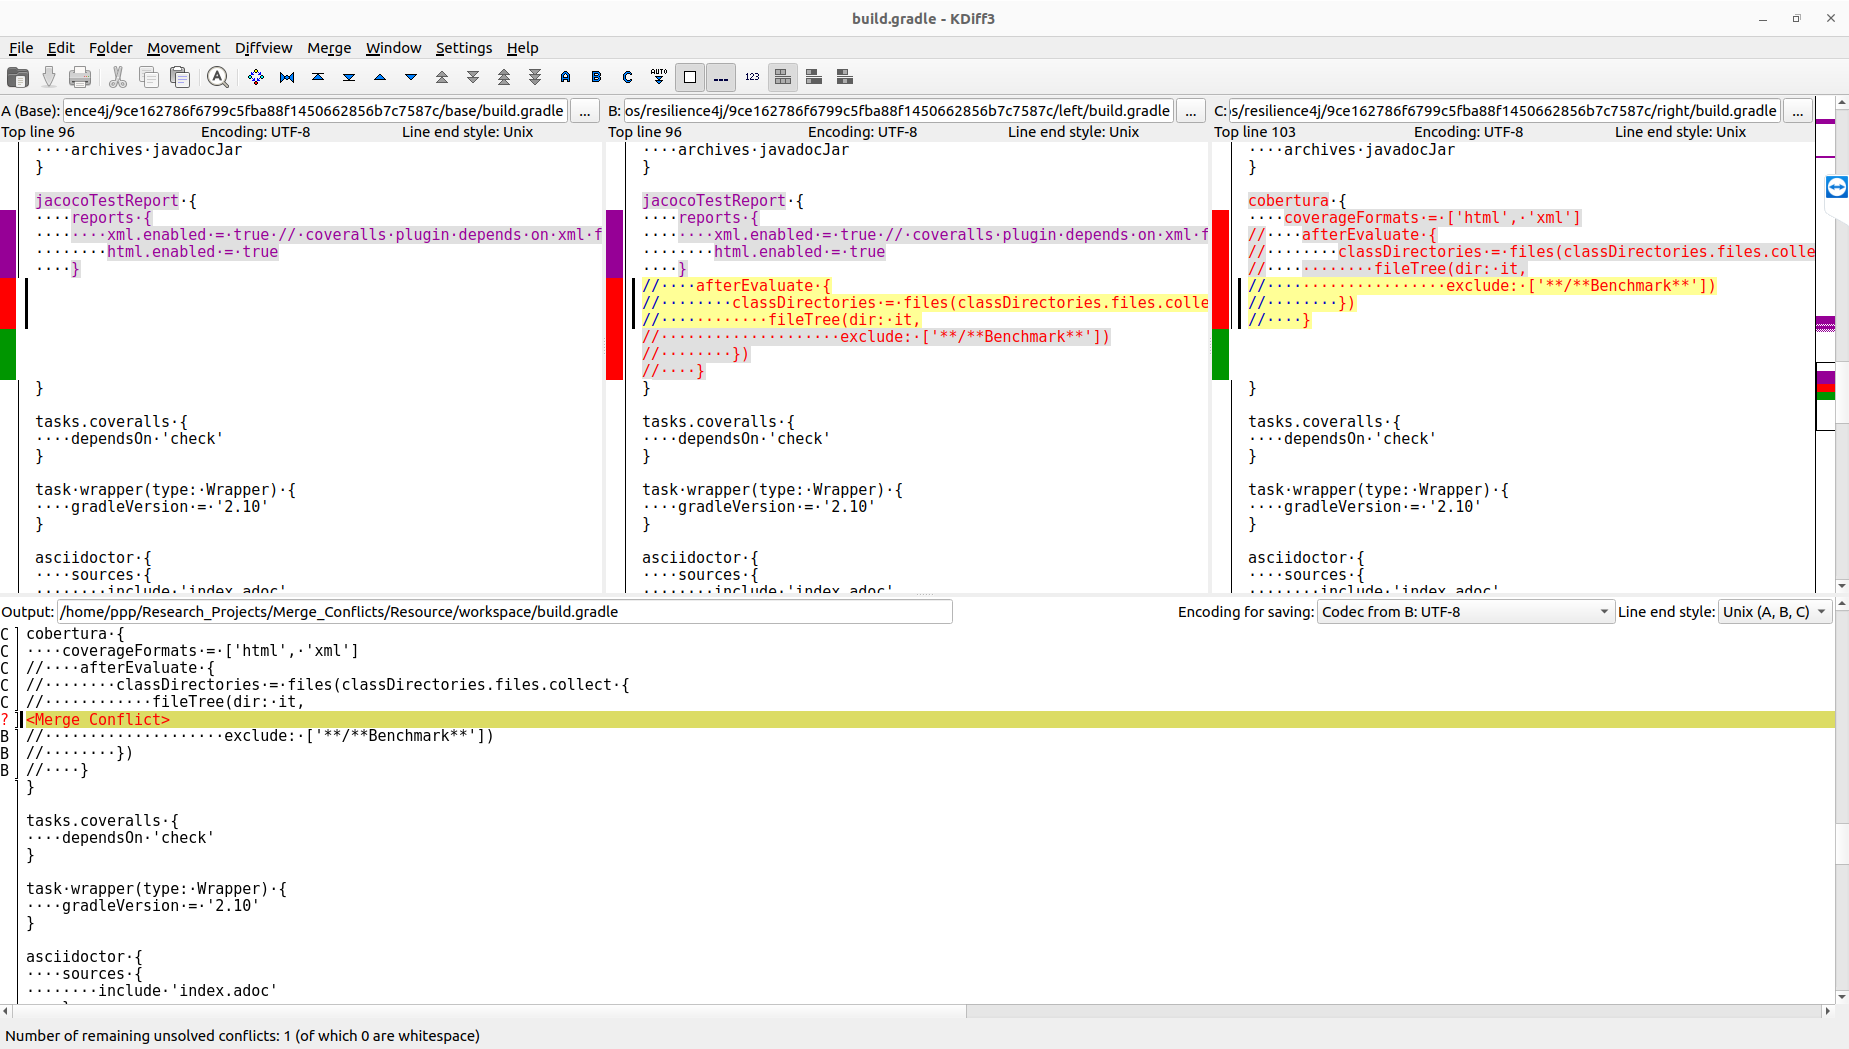 build.gradle - KDiff3
File Edit Folder Movement Diffview Merge Window Settings Help
A B C AUTO 123
A (Base): ence4j/9ce162786f6799c5fba88f1450662856b7c7587c/base/build.gradle ...
Top line 96 Encoding: UTF-8 Line end style: Unix
····archives·javadocJar
}
jacocoTestReport·{
····reports·{
········xml.enabled·=·true·//·coveralls·plugin·depends·on·xml·f
········html.enabled·=·true
····}
}
tasks.coveralls·{
····dependsOn·'check'
}
task·wrapper(type:·Wrapper)·{
····gradleVersion·=·'2.10'
}
asciidoctor·{
····sources·{
········include·'index.adoc'
B: os/resilience4j/9ce162786f6799c5fba88f1450662856b7c7587c/left/build.gradle ...
Top line 96 Encoding: UTF-8 Line end style: Unix
····archives·javadocJar
}
jacocoTestReport·{
····reports·{
········xml.enabled·=·true·//·coveralls·plugin·depends·on·xml·f
········html.enabled·=·true
····}
//····afterEvaluate·{
//········classDirectories·=·files(classDirectories.files.colle
//············fileTree(dir:·it,
//····················exclude:·['**/**Benchmark**'])
//········})
//····}
}
tasks.coveralls·{
····dependsOn·'check'
}
task·wrapper(type:·Wrapper)·{
····gradleVersion·=·'2.10'
}
asciidoctor·{
····sources·{
········include·'index.adoc'
C: s/resilience4j/9ce162786f6799c5fba88f1450662856b7c7587c/right/build.gradle ...
Top line 103 Encoding: UTF-8 Line end style: Unix
····archives·javadocJar
}
cobertura·{
····coverageFormats·=·['html',·'xml']
//····afterEvaluate·{
//········classDirectories·=·files(classDirectories.files.colle
//············fileTree(dir:·it,
//····················exclude:·['**/**Benchmark**'])
//········})
//····}
}
tasks.coveralls·{
····dependsOn·'check'
}
task·wrapper(type:·Wrapper)·{
····gradleVersion·=·'2.10'
}
asciidoctor·{
····sources·{
········include·'index.adoc'
Output: /home/ppp/Research_Projects/Merge_Conflicts/Resource/workspace/build.gradle Encoding for saving: Codec from B: UTF-8 Line end style: Unix (A, B, C)
C cobertura·{
C ····coverageFormats·=·['html',·'xml']
C //····afterEvaluate·{
C //········classDirectories·=·files(classDirectories.files.collect·{
C //············fileTree(dir:·it,
? <Merge Conflict>
B //····················exclude:·['**/**Benchmark**'])
B //········})
B //····}
}
tasks.coveralls·{
····dependsOn·'check'
}
task·wrapper(type:·Wrapper)·{
····gradleVersion·=·'2.10'
}
asciidoctor·{
····sources·{
········include·'index.adoc'
····}
Number of remaining unsolved conflicts: 1 (of which 0 are whitespace)